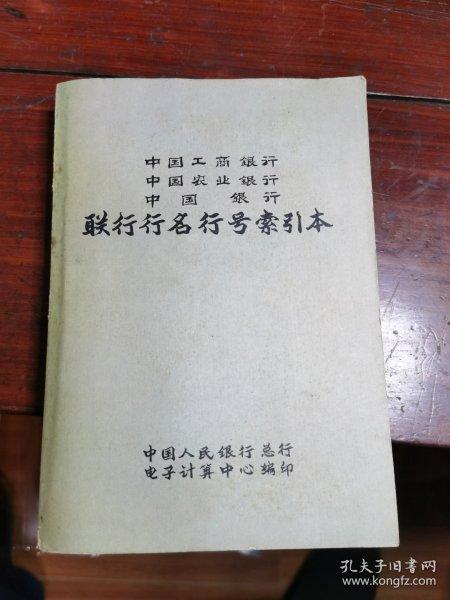 中国工商银行
中国农业银行
中国银行
联行行名行号索引本
中国人民银行总行
电子计算中心编印
孔夫子旧书网
www.kongfz.com